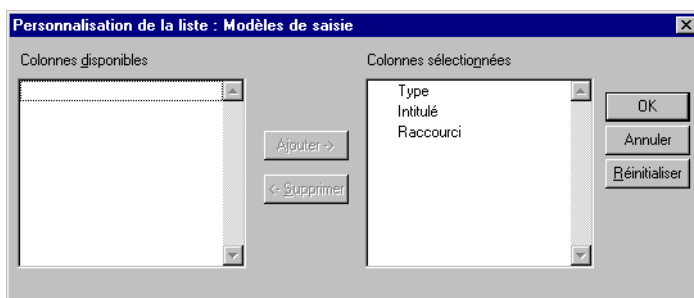 Personnalisation de la liste : Modèles de saisie
Colonnes disponibles
Colonnes sélectionnées
Type
Intitulé
Raccourci
Ajouter ->
<- Supprimer
OK
Annuler
Réinitialiser